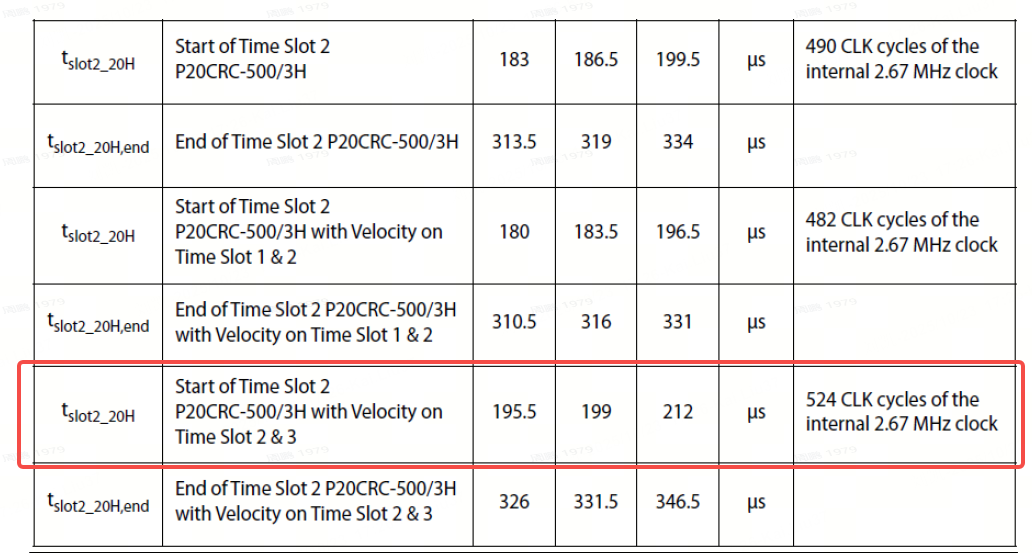 t_slot2_20H
Start of Time Slot 2
P20CRC-500/3H
183
186.5
199.5
μs
490 CLK cycles of the
internal 2.67 MHz clock
t_slot2_20H,end
End of Time Slot 2 P20CRC-500/3H
313.5
319
334
μs
t_slot2_20H
Start of Time Slot 2
P20CRC-500/3H with Velocity on
Time Slot 1 & 2
180
183.5
196.5
μs
482 CLK cycles of the
internal 2.67 MHz clock
t_slot2_20H,end
End of Time Slot 2 P20CRC-500/3H
with Velocity on Time Slot 1 & 2
310.5
316
331
μs
t_slot2_20H
Start of Time Slot 2
P20CRC-500/3H with Velocity on
Time Slot 2 & 3
195.5
199
212
μs
524 CLK cycles of the
internal 2.67 MHz clock
t_slot2_20H,end
End of Time Slot 2 P20CRC-500/3H
with Velocity on Time Slot 2 & 3
326
331.5
346.5
μs